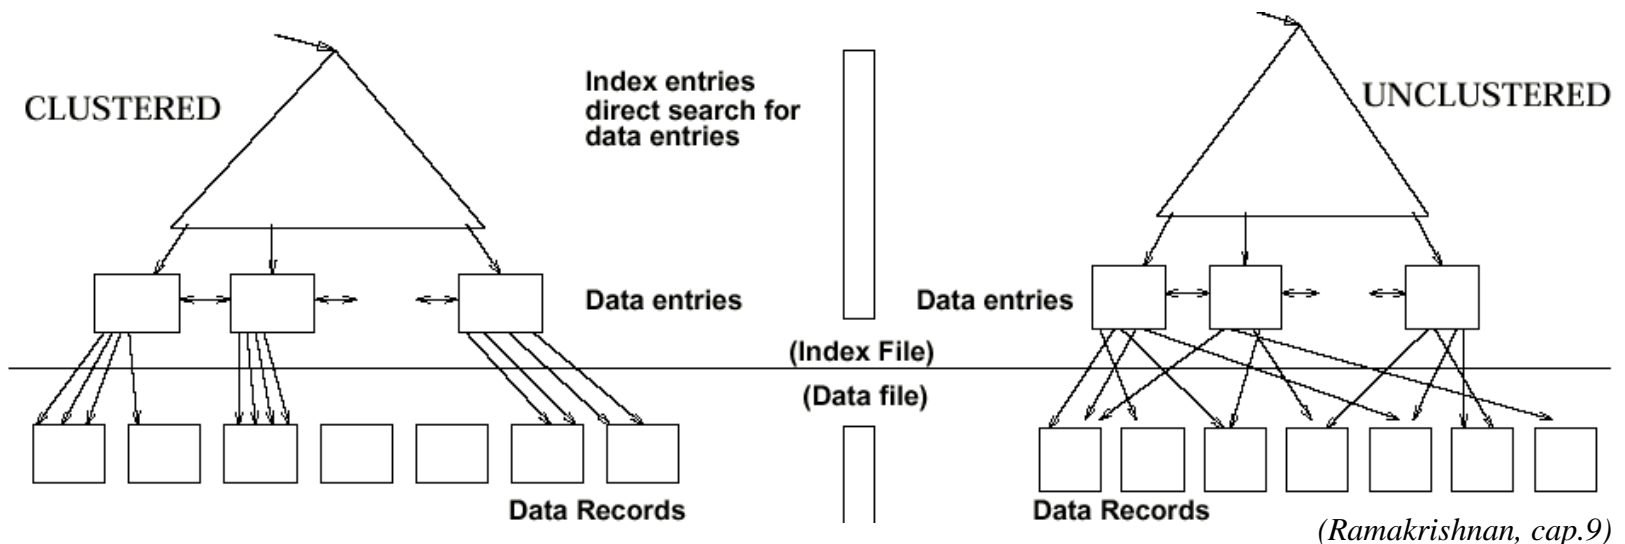 CLUSTERED
Index entries
direct search for
data entries
UNCLUSTERED
Data entries
Data entries
(Index File)
(Data file)
Data Records
Data Records
(Ramakrishnan, cap.9)